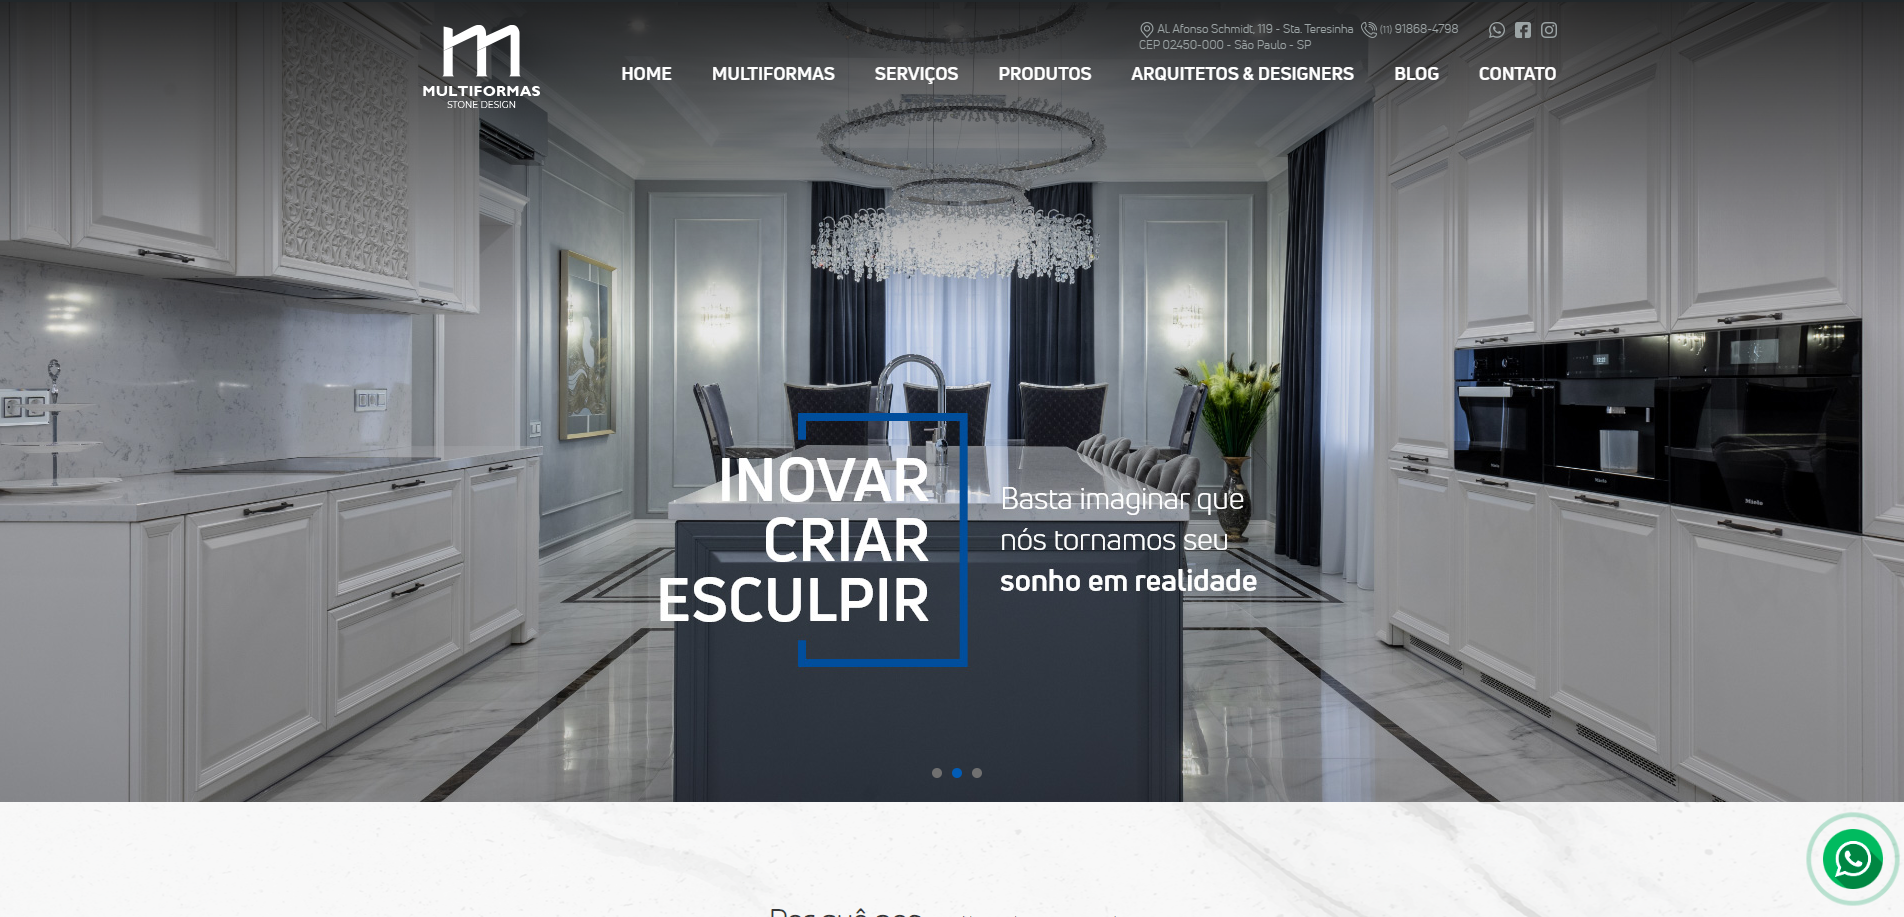 MULTIFORMAS
STONE DESIGN
Al. Afonso Schmidt, 119 - Sta. Teresinha
CEP 02450-000 - São Paulo - SP
(11) 91868-4798
HOME
MULTIFORMAS
SERVIÇOS
PRODUTOS
ARQUITETOS & DESIGNERS
BLOG
CONTATO
INOVAR
CRIAR
ESCULPIR
Basta imaginar que
nós tornamos seu
sonho em realidade
Miele